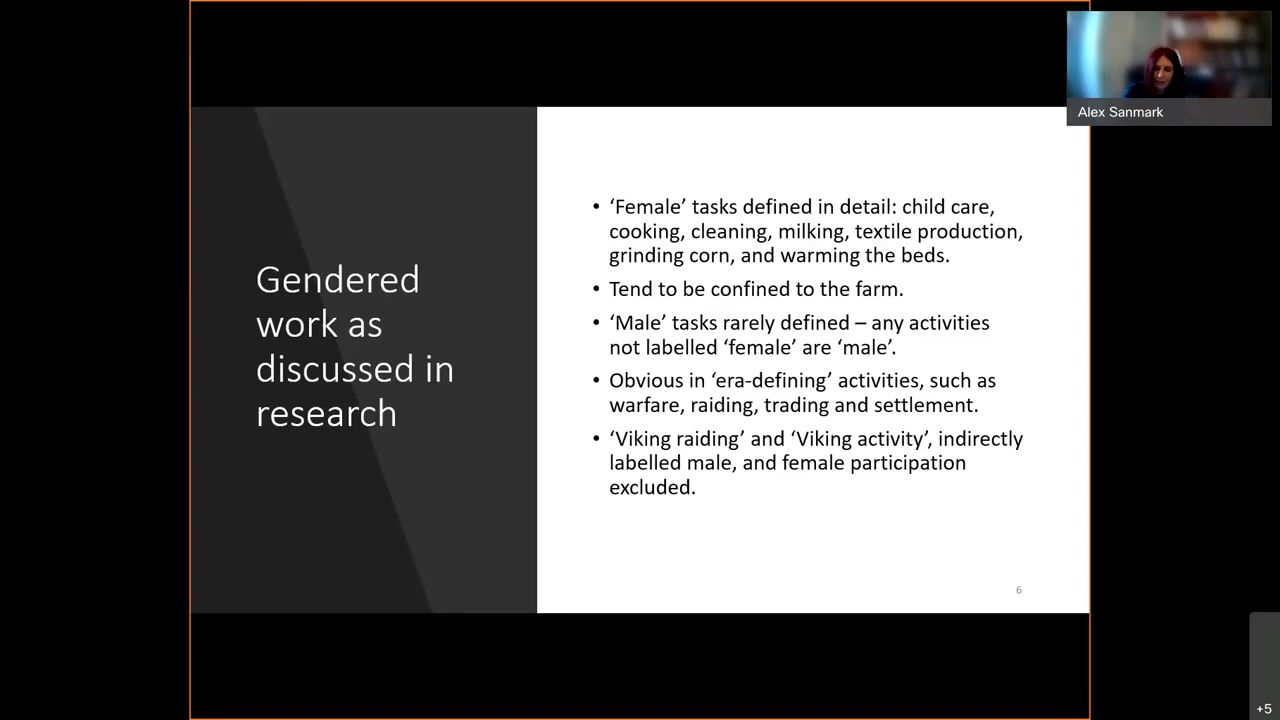 Alex Sanmark
Gendered
work as
discussed in
research
• ‘Female’ tasks defined in detail: child care,
cooking, cleaning, milking, textile production,
grinding corn, and warming the beds.
• Tend to be confined to the farm.
• ‘Male’ tasks rarely defined – any activities
not labelled ‘female’ are ‘male’.
• Obvious in ‘era-defining’ activities, such as
warfare, raiding, trading and settlement.
• ‘Viking raiding’ and ‘Viking activity’, indirectly
labelled male, and female participation
excluded.
6
+5